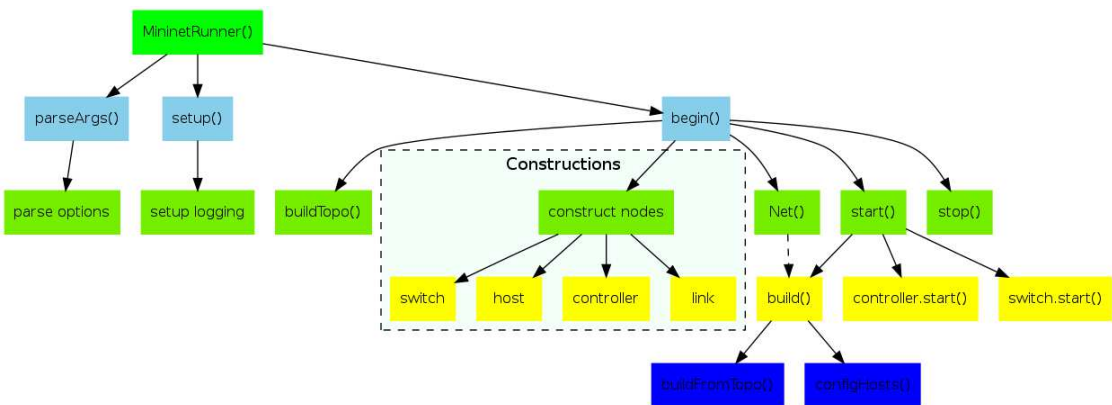 MininetRunner()
parseArgs()
setup()
begin()
Constructions
parse options
setup logging
buildTopo()
construct nodes
Net()
start()
stop()
switch
host
controller
link
build()
controller.start()
switch.start()
buildFromTopo()
configHosts()